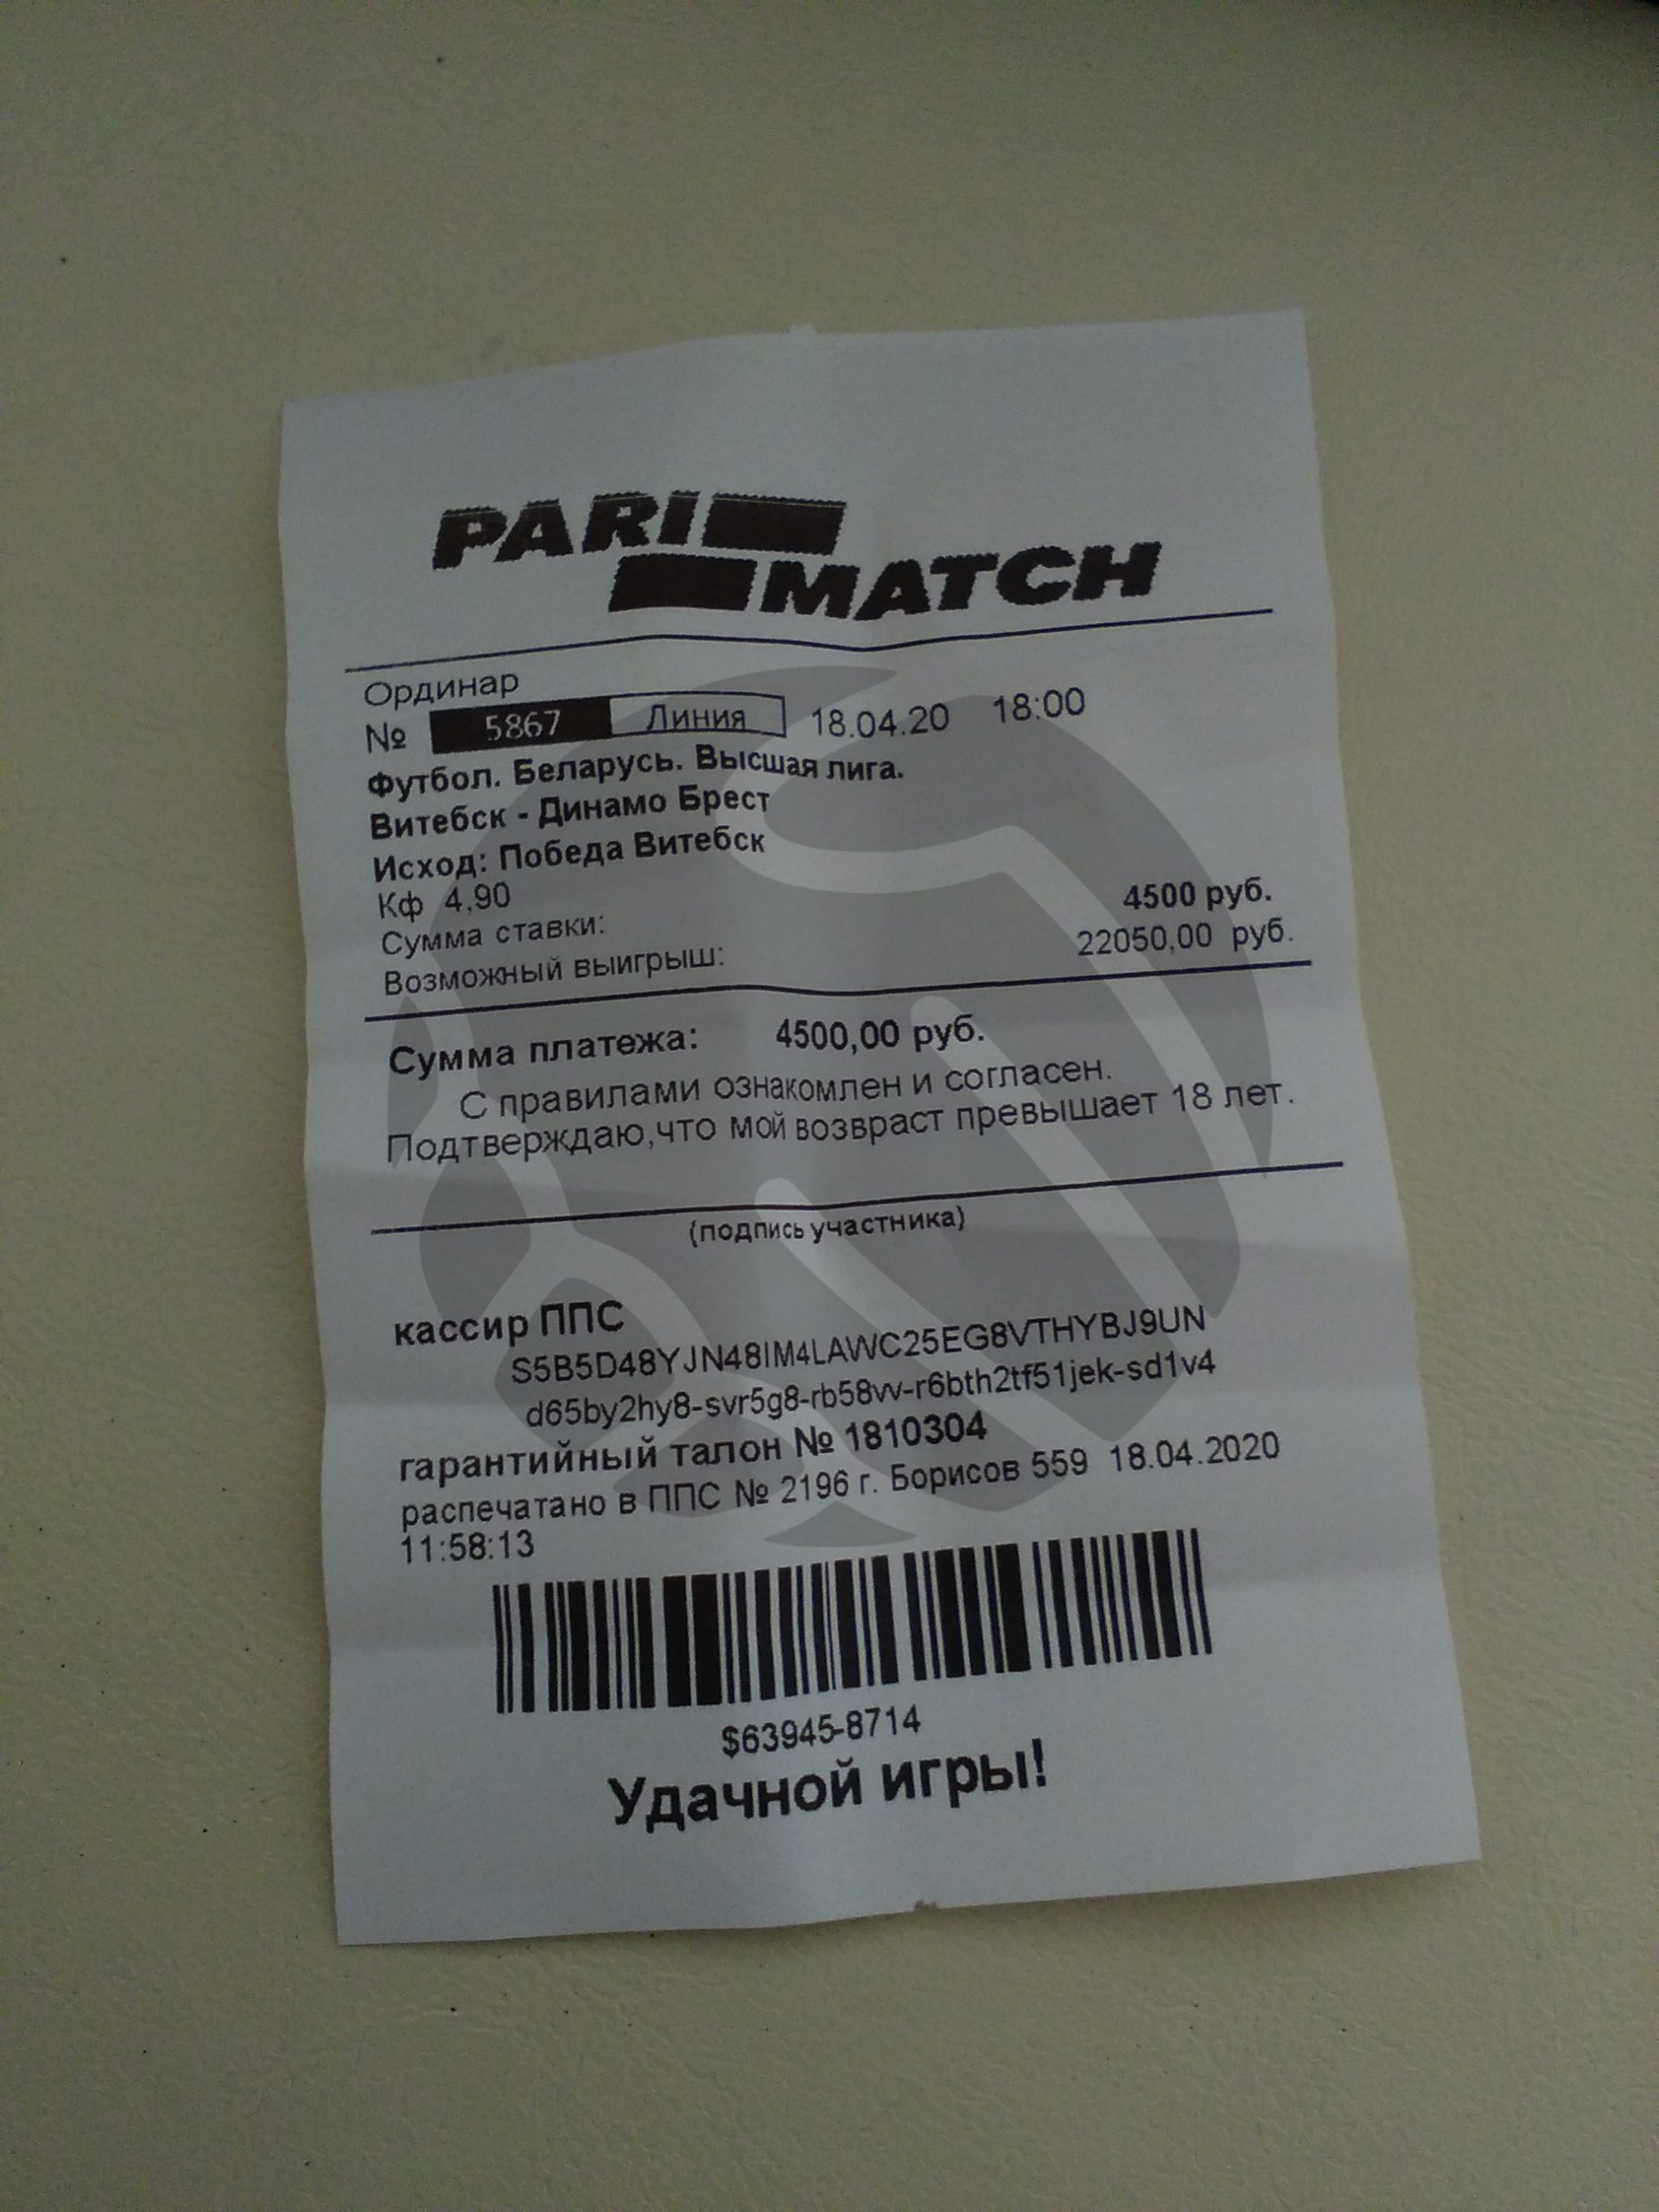 PARI
MATCH
Ординар
№ 5867 Линия 18.04.20 18:00
Футбол. Беларусь. Высшая лига.
Витебск - Динамо Брест
Исход: Победа Витебск
Кф 4,90
Сумма ставки: 4500 руб.
Возможный выигрыш: 22050,00 руб.
Сумма платежа: 4500,00 руб.
С правилами ознакомлен и согласен.
Подтверждаю,что мой возвраст превышает 18 лет.
(подпись участника)
кассир ППС
S5B5D48YJN48IM4LAWC25EG8VTHYBJ9UN
d65by2hy8-svr5g8-rb58vv-r6bth2tf51jek-sd1v4
гарантийный талон № 1810304
распечатано в ППС № 2196 г. Борисов 559 18.04.2020
11:58:13
$63945-8714
Удачной игры!